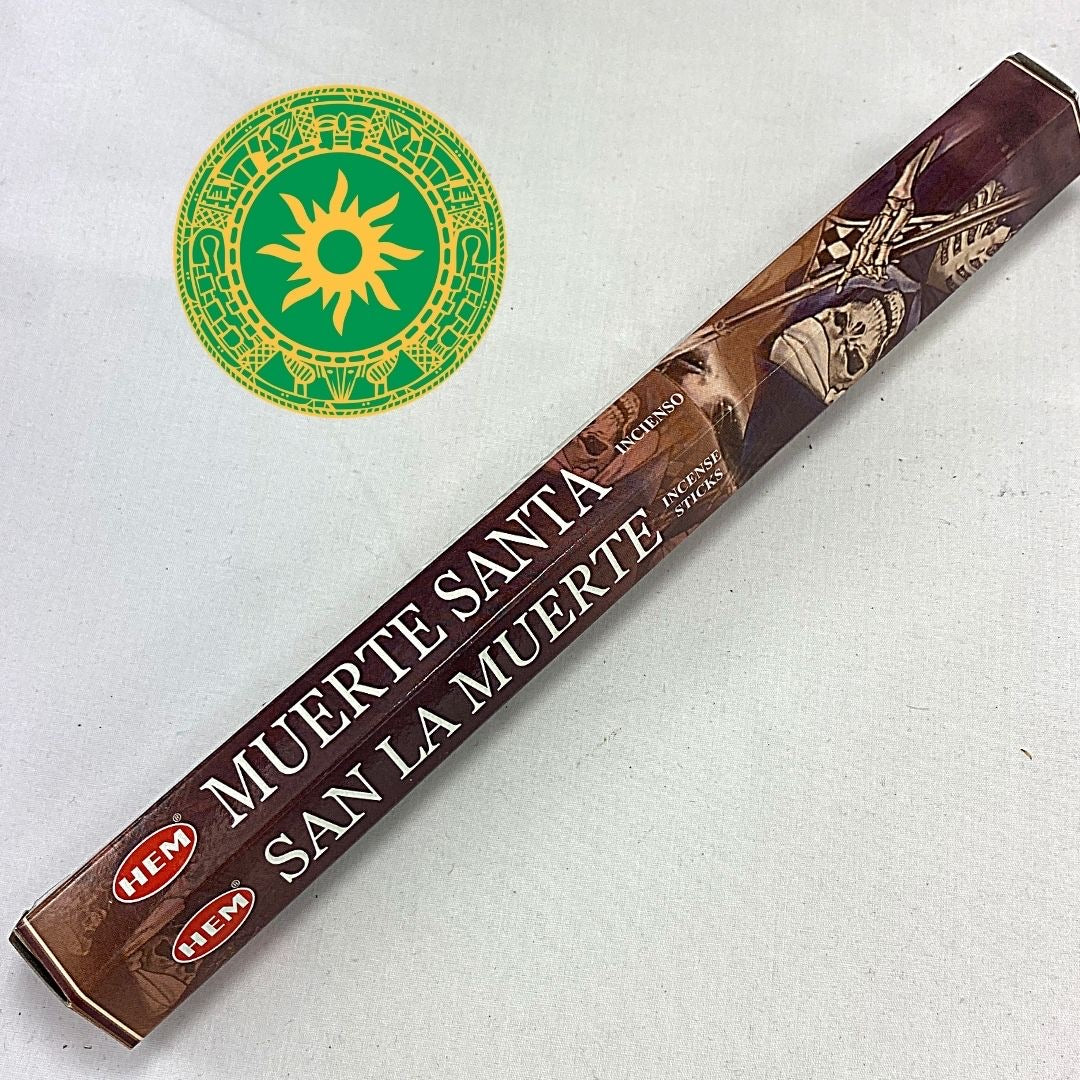 MUERTE SANTA
INCIENSO
SAN LA MUERTE
INCENSE
STICKS
HEM®
HEM®